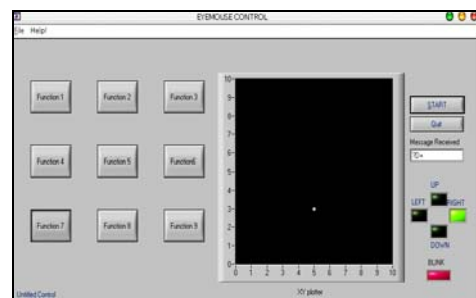 EYEMOUSE CONTROL
File Help!
Function 1 Function 2 Function 3
Function 4 Function 5 Function6
Function 7 Function 8 Function 9
10-
9-
8-
7-
6-
5-
4-
3-
2-
1-
0-
0 1 2 3 4 5 6 7 8 9 10
XY plotter
START
Quit
Message Received
UP
LEFT RIGHT
DOWN
BLINK
Untitled Control